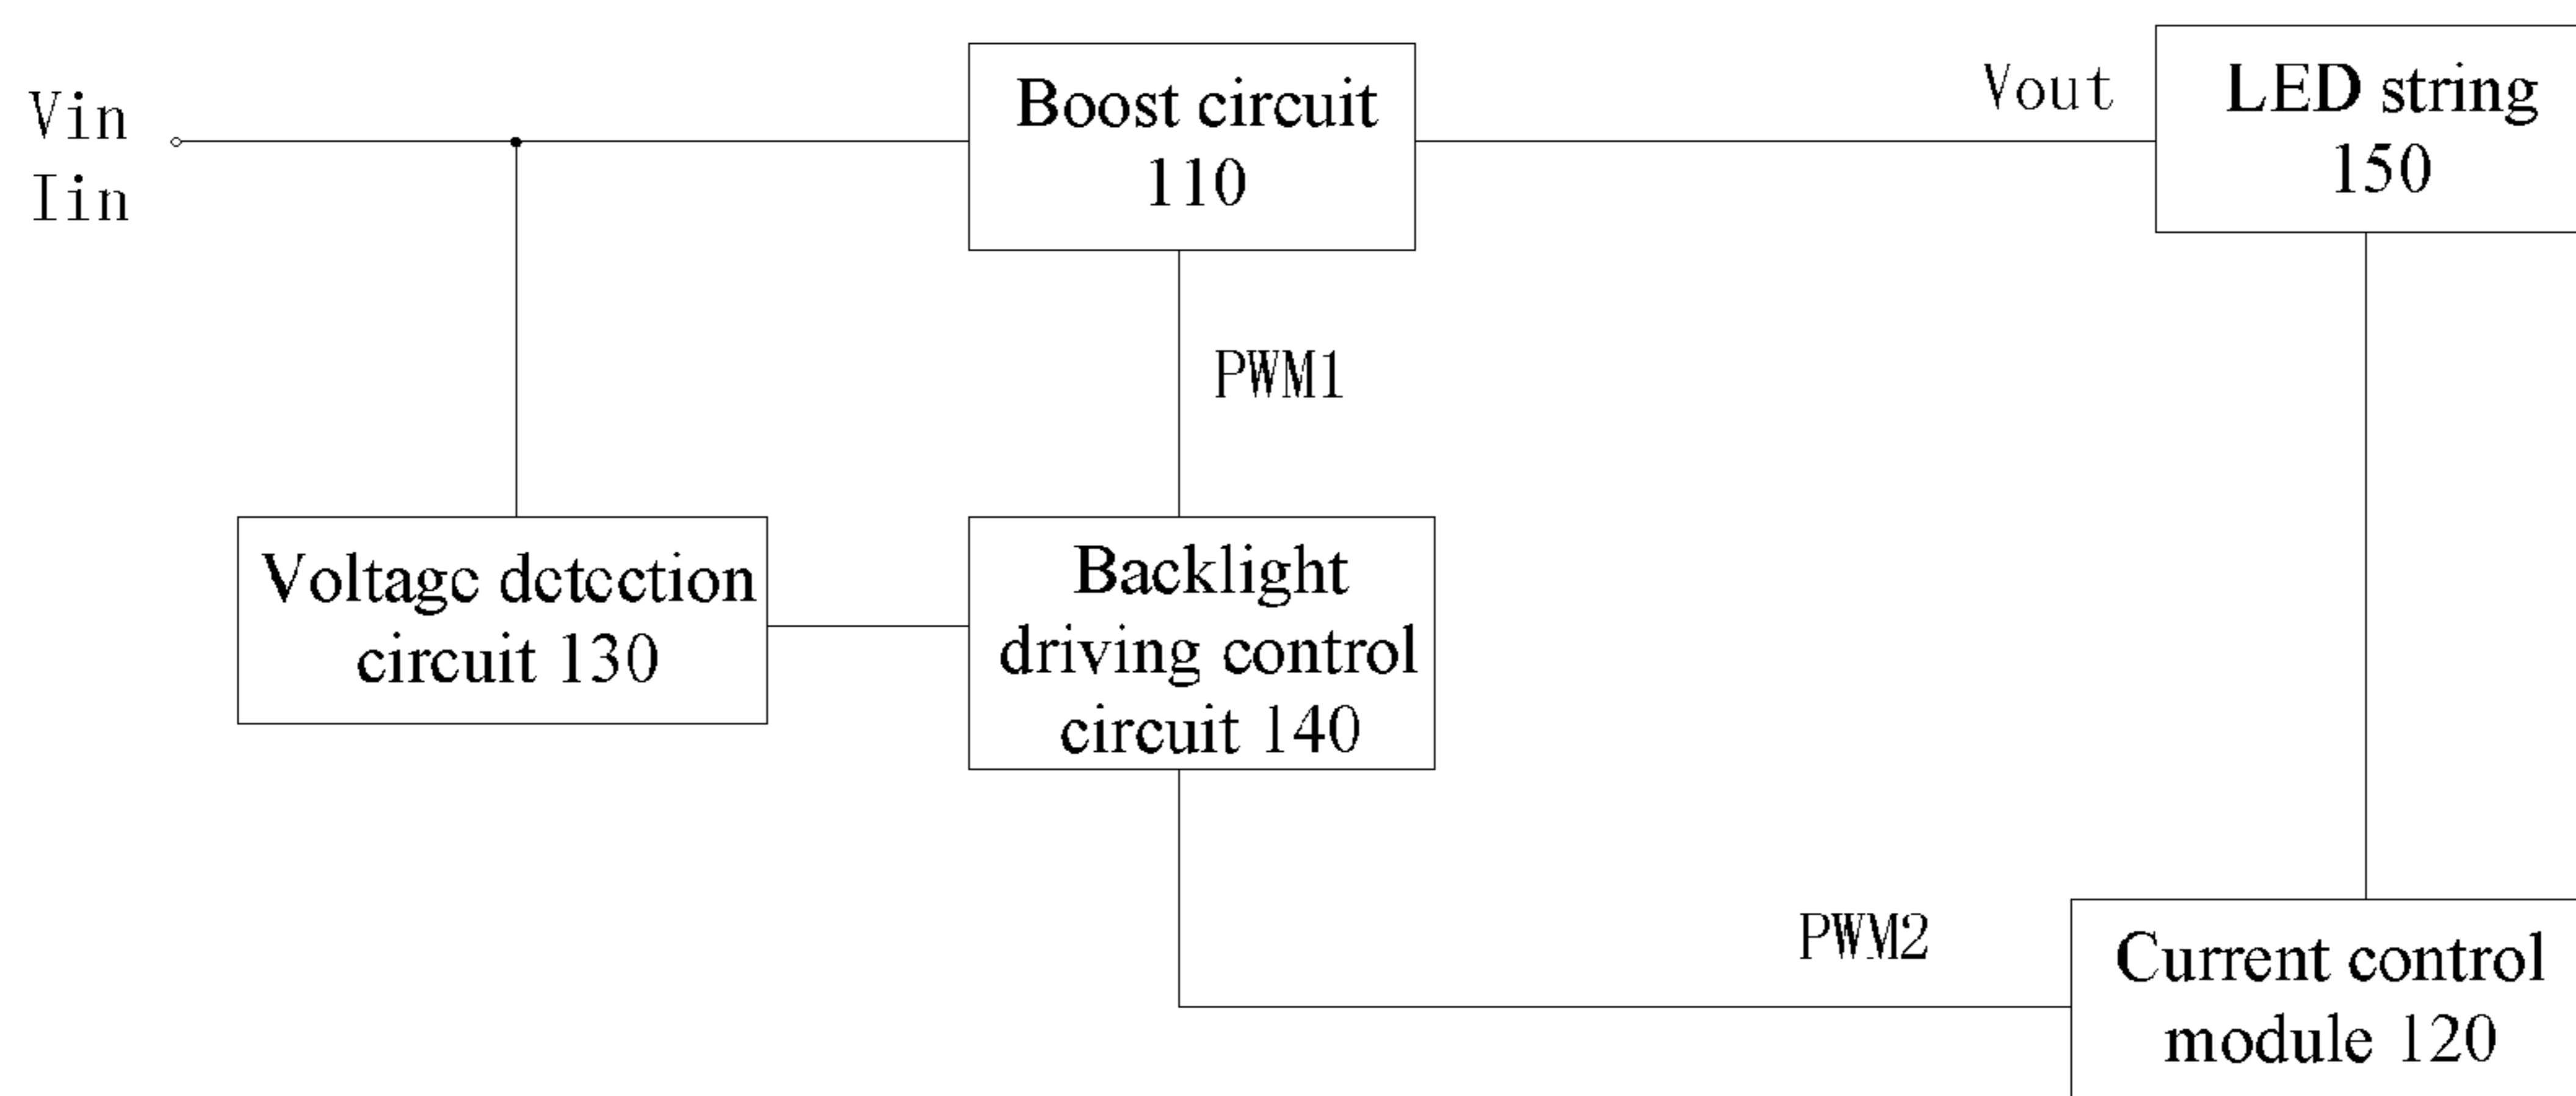 Vin
Iin
Boost circuit
110
Vout
LED string
150
PWM1
Voltage detection
circuit 130
Backlight
driving control
circuit 140
PWM2
Current control
module 120